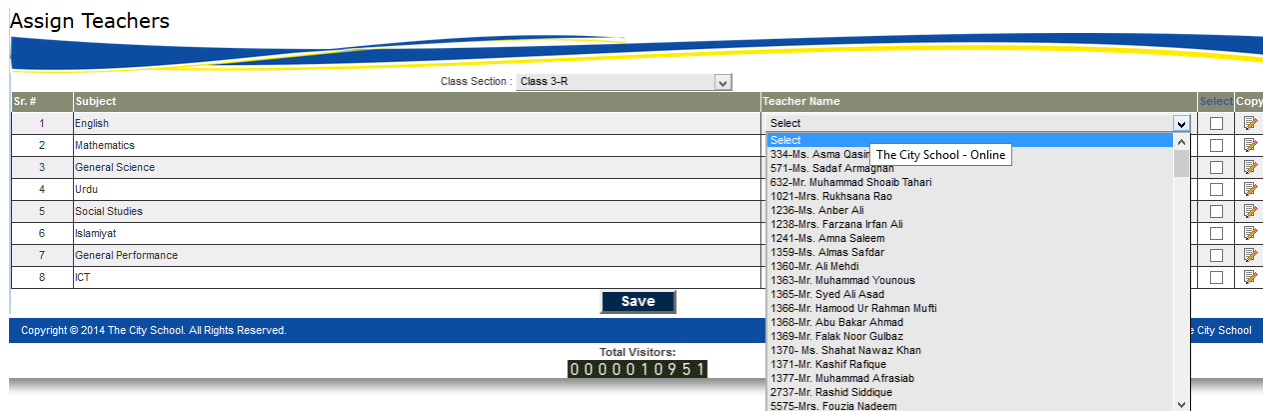 Assign Teachers
Class Section : Class 3-R
Sr. # Subject Teacher Name Select Copy
1 English Select
2 Mathematics
3 General Science
4 Urdu
5 Social Studies
6 Islamiyat
7 General Performance
8 ICT
Select
334-Ms. Asma
The City School - Online
571-Ms. Sadaf Armaghan
632-Mr. Muhammad Shoaib Tahari
1021-Mrs. Rukhsana Rao
1236-Ms. Anber Ali
1238-Mrs. Farzana Irfan Ali
1241-Ms. Amna Saleem
1359-Ms. Almas Safdar
1360-Mr. Ali Mehdi
1363-Mr. Muhammad Younous
1365-Mr. Syed Ali Asad
1366-Mr. Hamood Ur Rahman Mufti
1368-Mr. Abu Bakar Ahmad
1369-Mr. Falak Noor Gulbaz
1370- Ms. Shahat Nawaz Khan
1371-Mr. Kashif Rafique
1377-Mr. Muhammad Afrasiab
2737-Mr. Rashid Siddique
5575-Mrs. Fouzia Nadeem
Save
Copyright © 2014 The City School. All Rights Reserved.
City School
Total Visitors:
0000010951